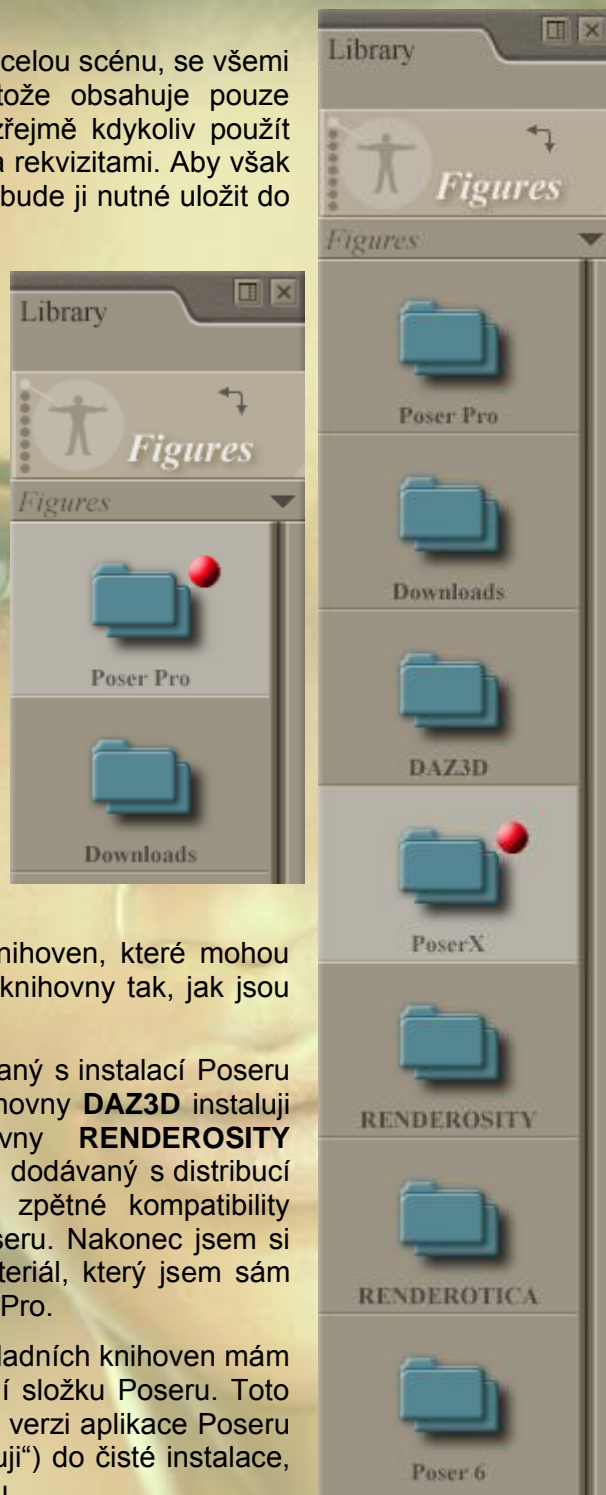 celou scénu, se všemi
tože obsahuje pouze
zřejmě kdykoliv použít
a rekvizitami. Aby však
bude ji nutné uložit do
Library
Figures
Figures
Poser Pro
Downloads
Library
Figures
Figures
Poser Pro
Downloads
DAZ3D
PoserX
RENDEROSITY
RENDEROTICA
Poser 6
nihoven, které mohou
knihovny tak, jak jsou
aný s instalací Poseru
novny DAZ3D instaluji
vny RENDEROSITY
dodávaný s distribucí
zpětné kompatibility
seru. Nakonec jsem si
teriál, který jsem sám
Pro.
ladních knihoven mám
í složku Poseru. Toto
verzi aplikace Poseru
uji“) do čisté instalace,